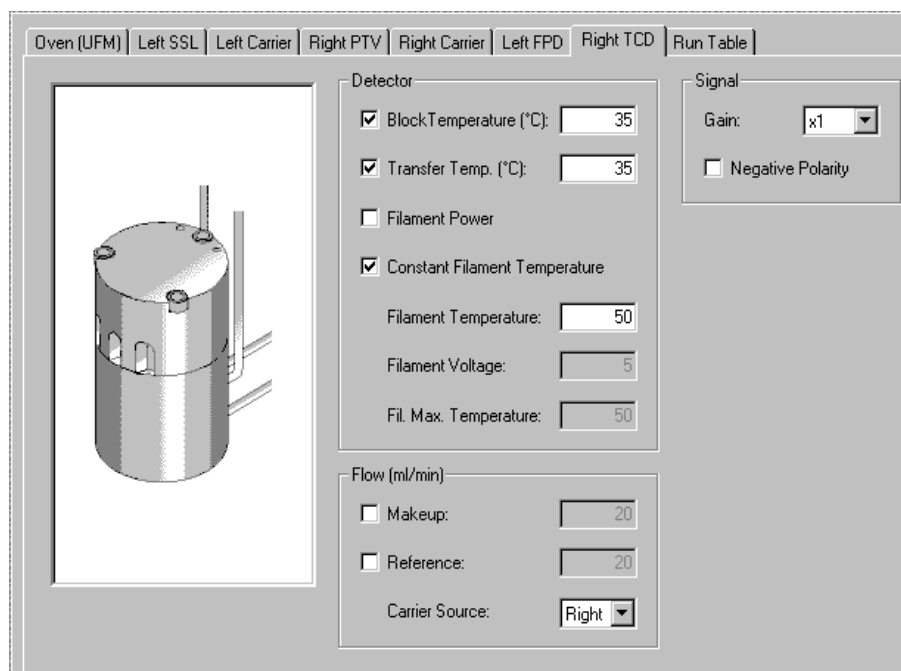 Oven (UFM) Left SSL Left Carrier Right PTV Right Carrier Left FPD Right TCD Run Table
Detector
BlockTemperature (°C): 35
Transfer Temp. (°C): 35
Filament Power
Constant Filament Temperature
Filament Temperature: 50
Filament Voltage: 5
Fil. Max. Temperature: 50
Flow (ml/min)
Makeup: 20
Reference: 20
Carrier Source: Right
Signal
Gain: x1
Negative Polarity